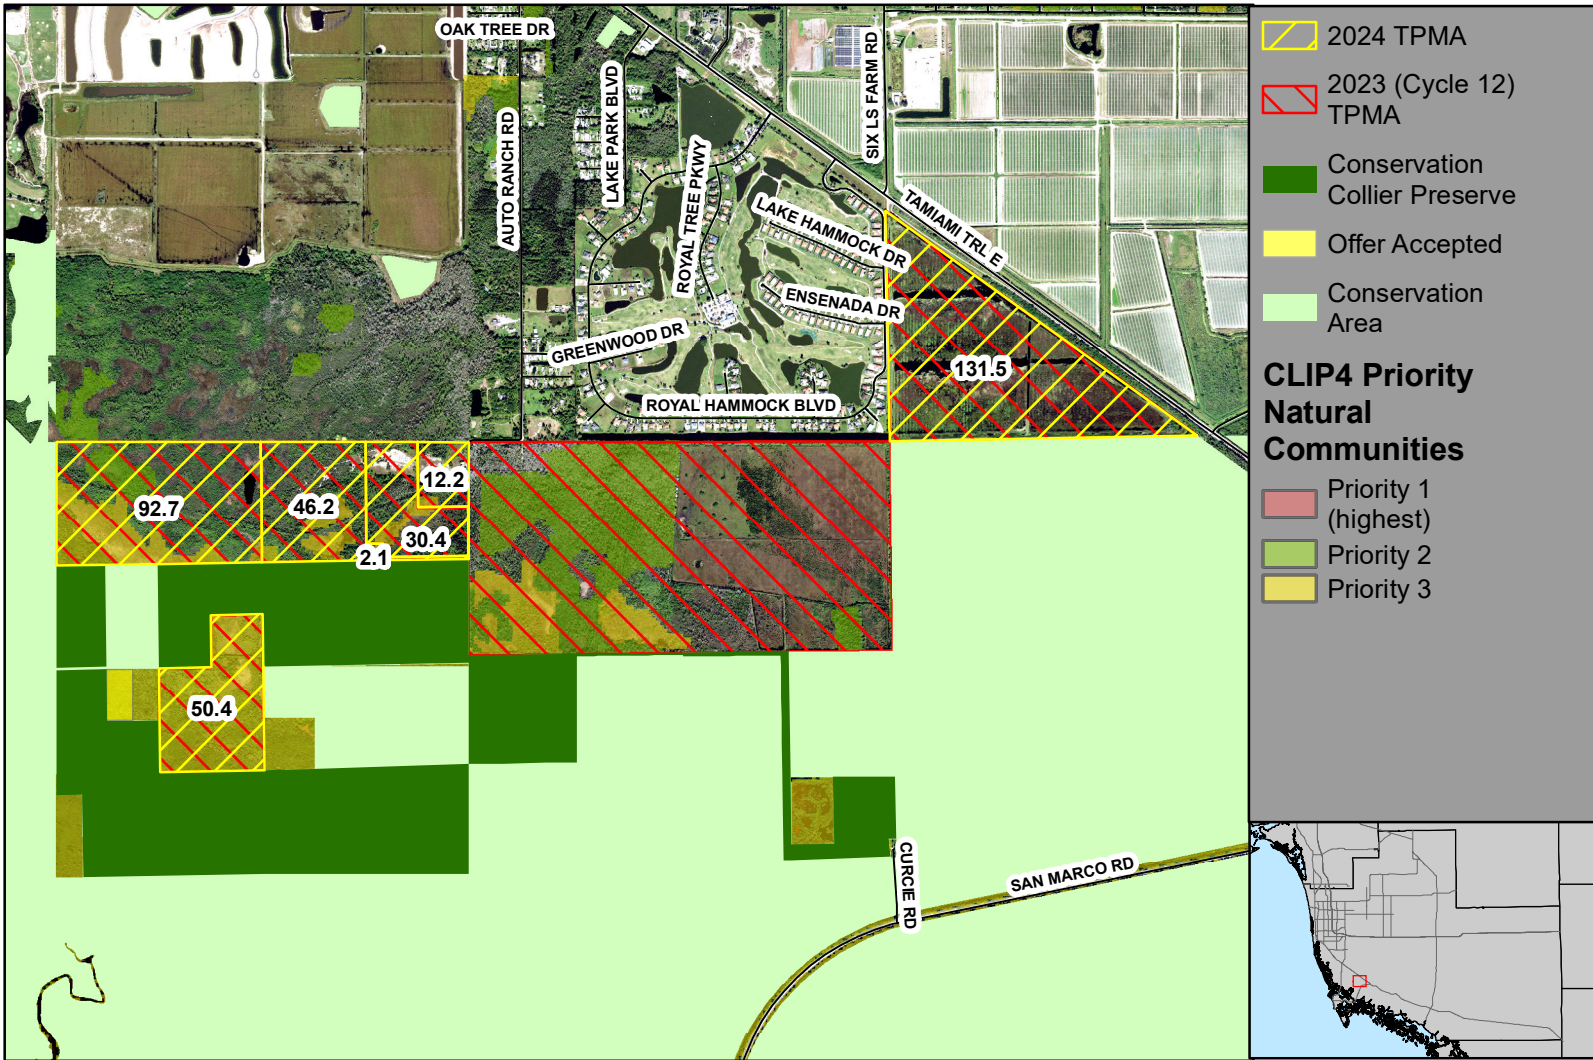 OAK TREE DR
AUTO RANCH RD
LAKE PARK BLVD
ROYAL TREE PKWY
SIX LS FARM RD
TAMIAMI TRL E
LAKE HAMMOCK DR
ENSENADA DR
GREENWOOD DR
ROYAL HAMMOCK BLVD
131.5
92.7
46.2
12.2
30.4
2.1
50.4
CURCIE RD
SAN MARCO RD
2024 TPMA
2023 (Cycle 12)
TPMA
Conservation
Collier Preserve
Offer Accepted
Conservation
Area
CLIP4 Priority
Natural
Communities
Priority 1
(highest)
Priority 2
Priority 3